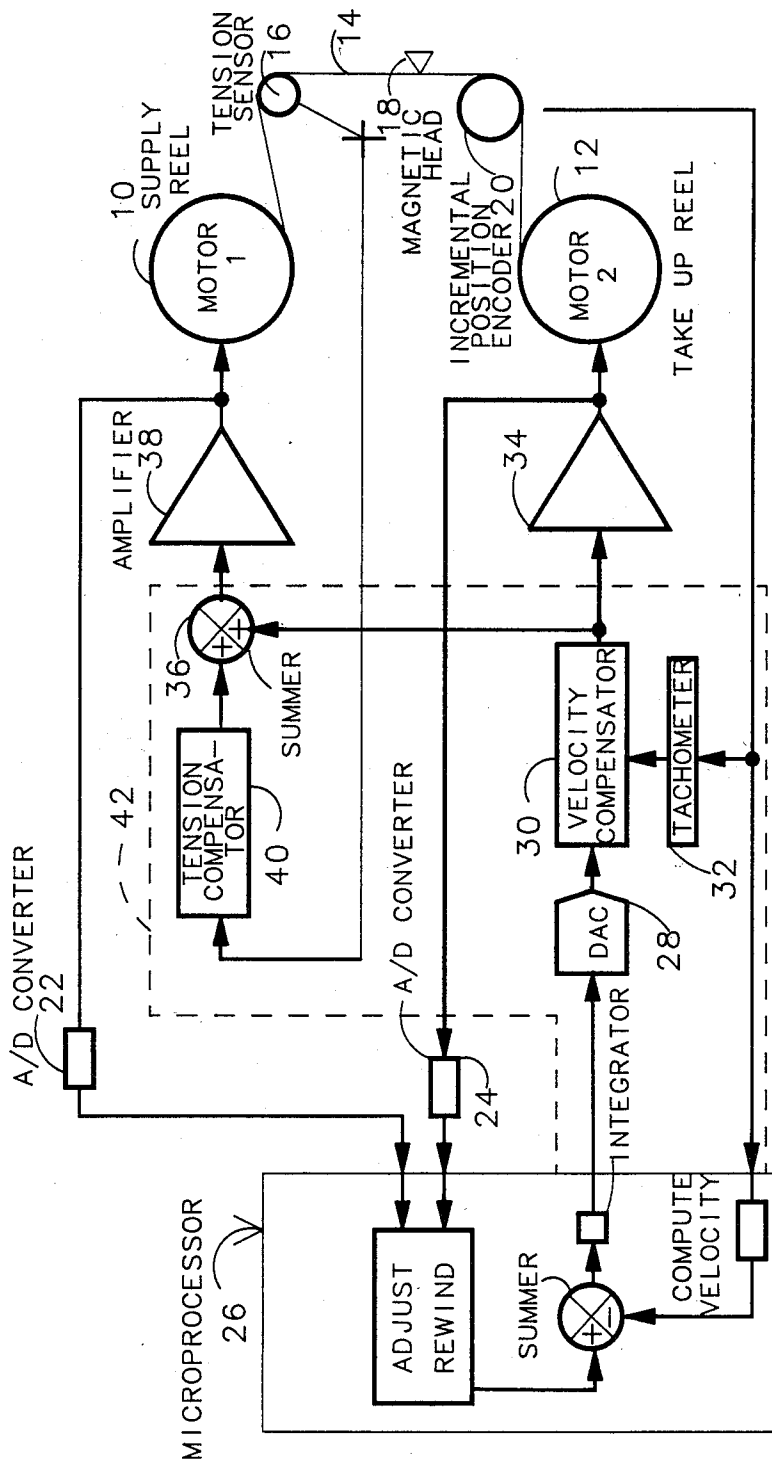 10
SUPPLY
REEL
MOTOR
1
TENSION
SENSOR
16
14
18
MAGNETIC
HEAD
INCREMENTAL
POSITION
ENCODER 20
12
MOTOR
2
TAKE UP REEL
AMPLIFIER
38
34
36
+
+
SUMMER
TENSION
COMPENSA-
TOR
40
42
A/D CONVERTER
22
A/D CONVERTER
24
30
VELOCITY
COMPENSATOR
TACHOMETER
32
DAC
28
INTEGRATOR
MICROPROCESSOR
26
ADJUST
REWIND
SUMMER
+
−
COMPUTE
VELOCITY